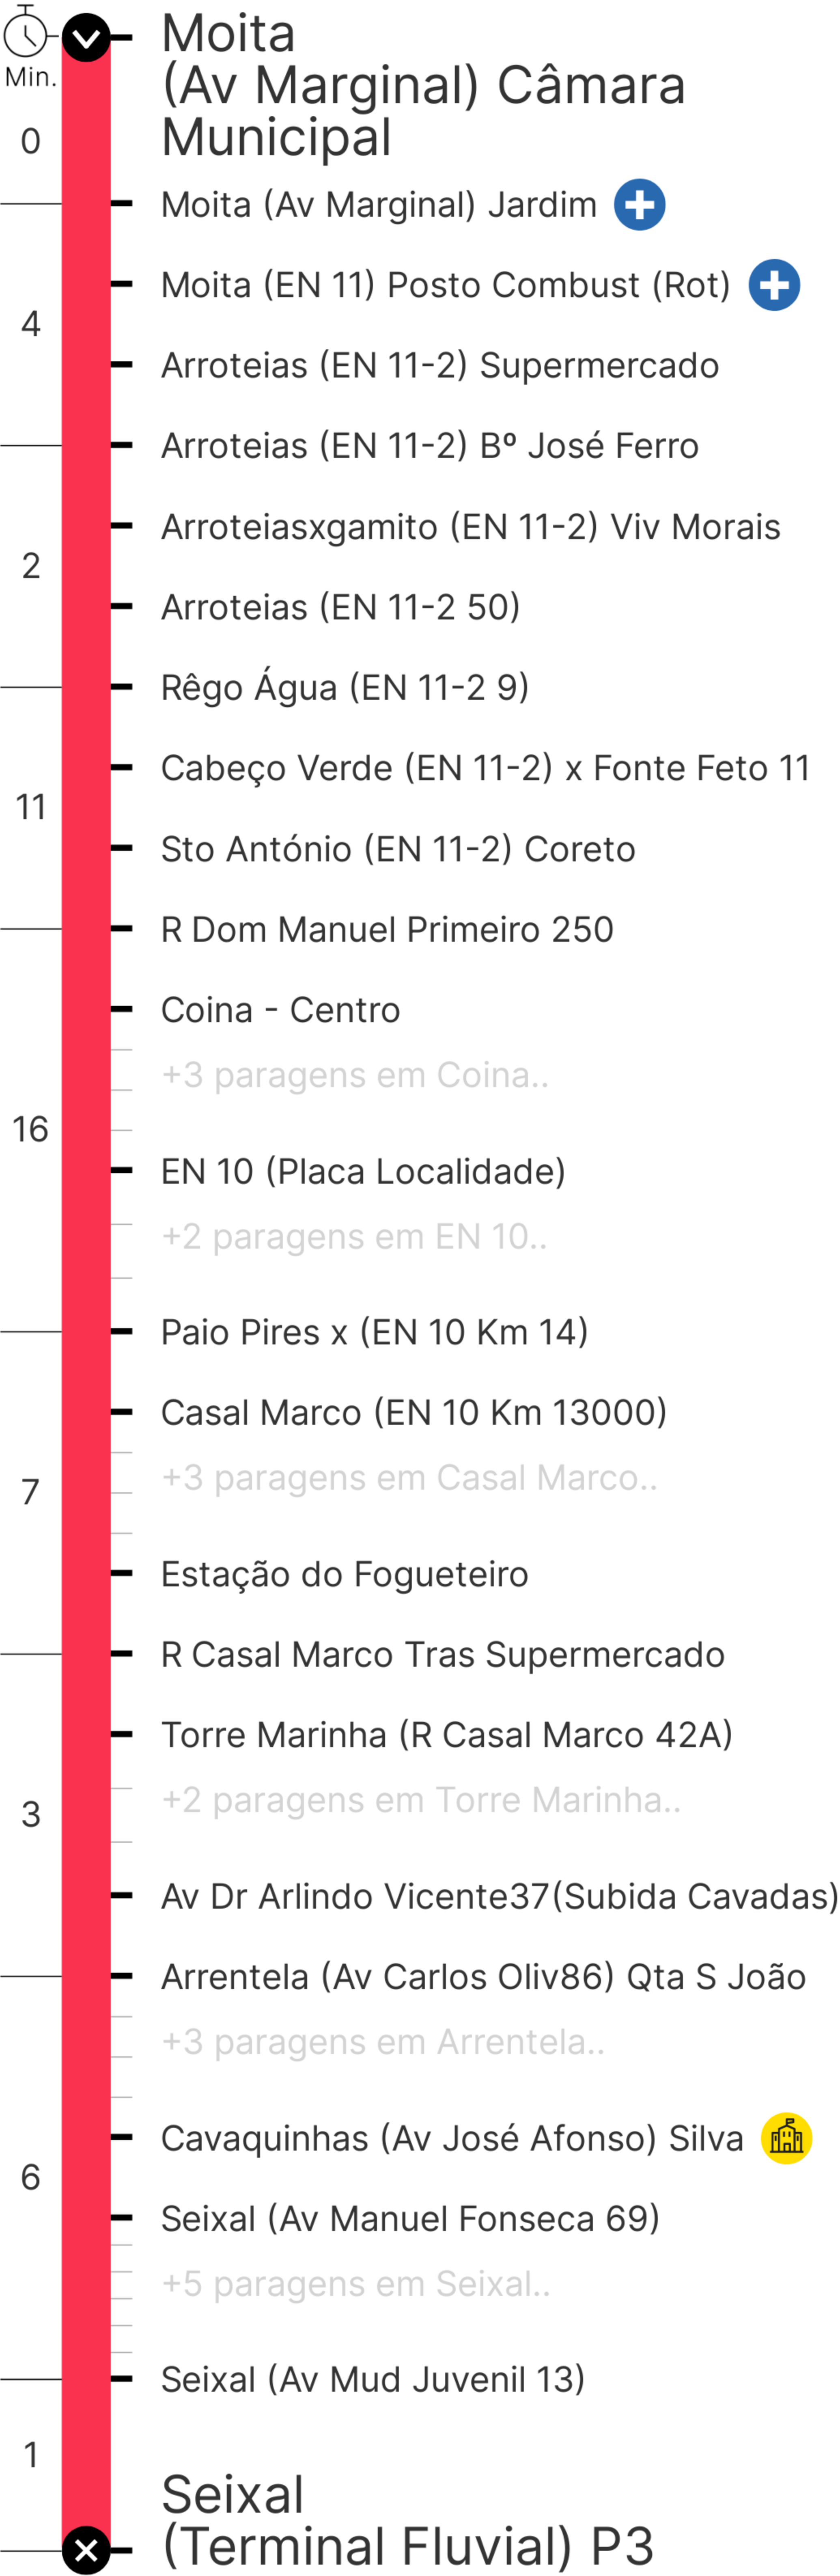 Moita
(Av Marginal) Câmara
Municipal
Min.
0
Moita (Av Marginal) Jardim
Moita (EN 11) Posto Combust (Rot)
4
Arroteias (EN 11-2) Supermercado
Arroteias (EN 11-2) Bº José Ferro
Arroteiasxgamito (EN 11-2) Viv Morais
2
Arroteias (EN 11-2 50)
Rêgo Água (EN 11-2 9)
Cabeço Verde (EN 11-2) x Fonte Feto 11
11
Sto António (EN 11-2) Coreto
R Dom Manuel Primeiro 250
Coina - Centro
+3 paragens em Coina..
16
EN 10 (Placa Localidade)
+2 paragens em EN 10..
Paio Pires x (EN 10 Km 14)
Casal Marco (EN 10 Km 13000)
+3 paragens em Casal Marco..
7
Estação do Fogueteiro
R Casal Marco Tras Supermercado
Torre Marinha (R Casal Marco 42A)
+2 paragens em Torre Marinha..
3
Av Dr Arlindo Vicente37(Subida Cavadas)
Arrentela (Av Carlos Oliv86) Qta S João
+3 paragens em Arrentela..
Cavaquinhas (Av José Afonso) Silva
6
Seixal (Av Manuel Fonseca 69)
+5 paragens em Seixal..
Seixal (Av Mud Juvenil 13)
1
Seixal
(Terminal Fluvial) P3